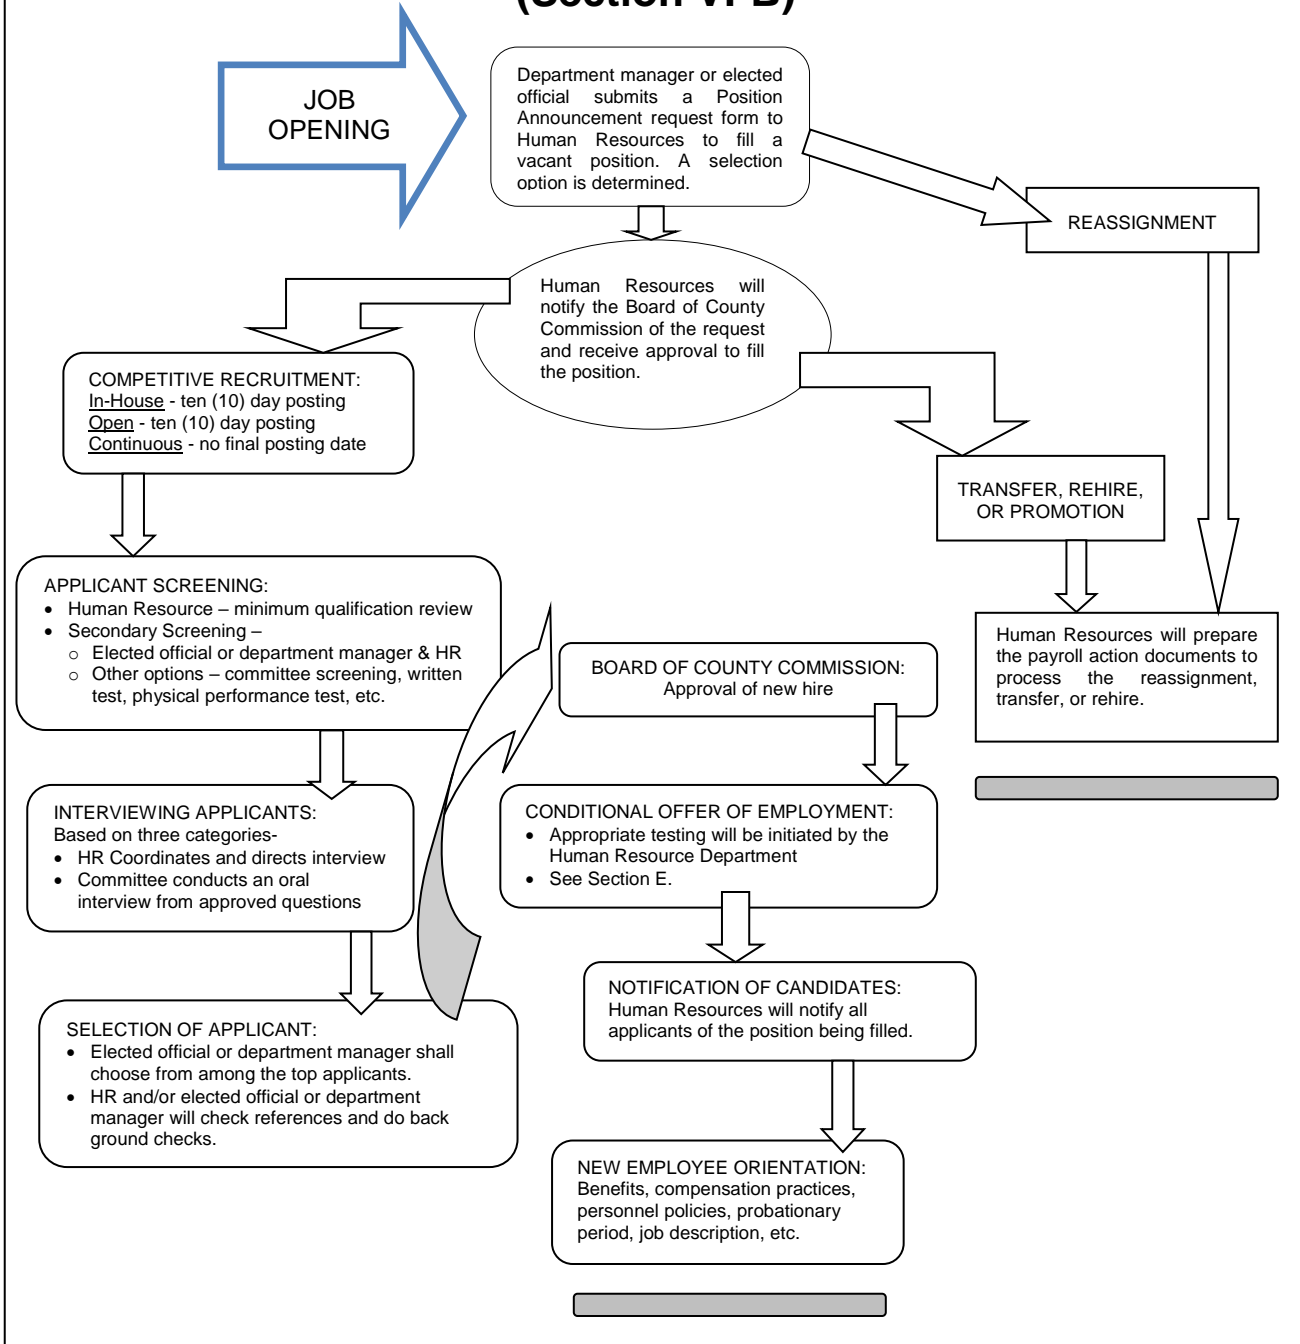 JOB
OPENING
Department manager or elected
official submits a Position
Announcement request form to
Human Resources to fill a
vacant position. A selection
option is determined.
REASSIGNMENT
Human Resources will
notify the Board of County
Commission of the request
and receive approval to fill
the position.
COMPETITIVE RECRUITMENT:
In-House - ten (10) day posting
Open - ten (10) day posting
Continuous - no final posting date
TRANSFER, REHIRE,
OR PROMOTION
APPLICANT SCREENING:
• Human Resource – minimum qualification review
• Secondary Screening –
o Elected official or department manager & HR
o Other options – committee screening, written
test, physical performance test, etc.
Human Resources will prepare
the payroll action documents to
process the reassignment,
transfer, or rehire.
BOARD OF COUNTY COMMISSION:
Approval of new hire
INTERVIEWING APPLICANTS:
Based on three categories-
• HR Coordinates and directs interview
• Committee conducts an oral
interview from approved questions
CONDITIONAL OFFER OF EMPLOYMENT:
• Appropriate testing will be initiated by the
Human Resource Department
• See Section E.
SELECTION OF APPLICANT:
• Elected official or department manager shall
choose from among the top applicants.
• HR and/or elected official or department
manager will check references and do back
ground checks.
NOTIFICATION OF CANDIDATES:
Human Resources will notify all
applicants of the position being filled.
NEW EMPLOYEE ORIENTATION:
Benefits, compensation practices,
personnel policies, probationary
period, job description, etc.